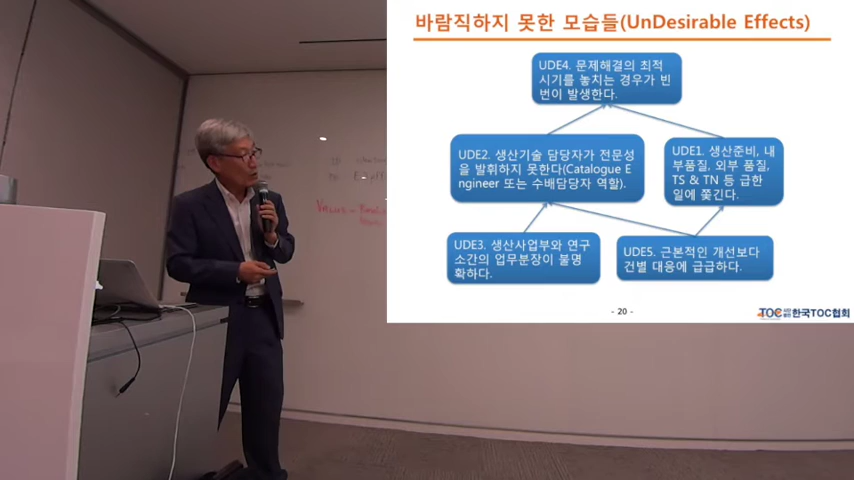 바람직하지 못한 모습들(UnDesirable Effects)
UDE4. 문제해결의 최적
시기를 놓치는 경우가 빈
번이 발생한다.
UDE2. 생산기술 담당자가 전문성
을 발휘하지 못한다(Catalogue E
ngineer 또는 수배담당자 역할).
UDE1. 생산준비, 내
부품질, 외부 품질,
TS & TN 등 급한
일에 쫓긴다.
UDE3. 생산사업부와 연구
소간의 업무분장이 불명
확하다.
UDE5. 근본적인 개선보다
건별 대응에 급급하다.
- 20 -
TOC 한국TOC협회